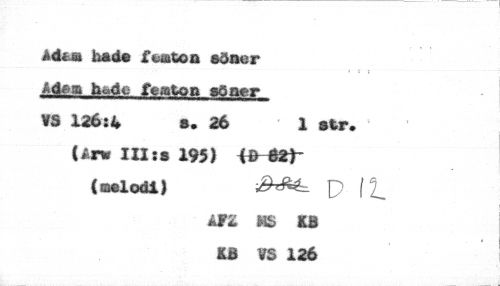 Adam hade femton söner
Adam hade femton söner
VS 126:4 s. 26 1 str.
(Arw III:s 195) (D 82)
(melodi) D 82 D 12
AFZ MS KB
KB VS 126